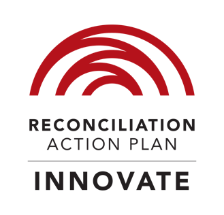 RECONCILIATION
ACTION PLAN
INNOVATE